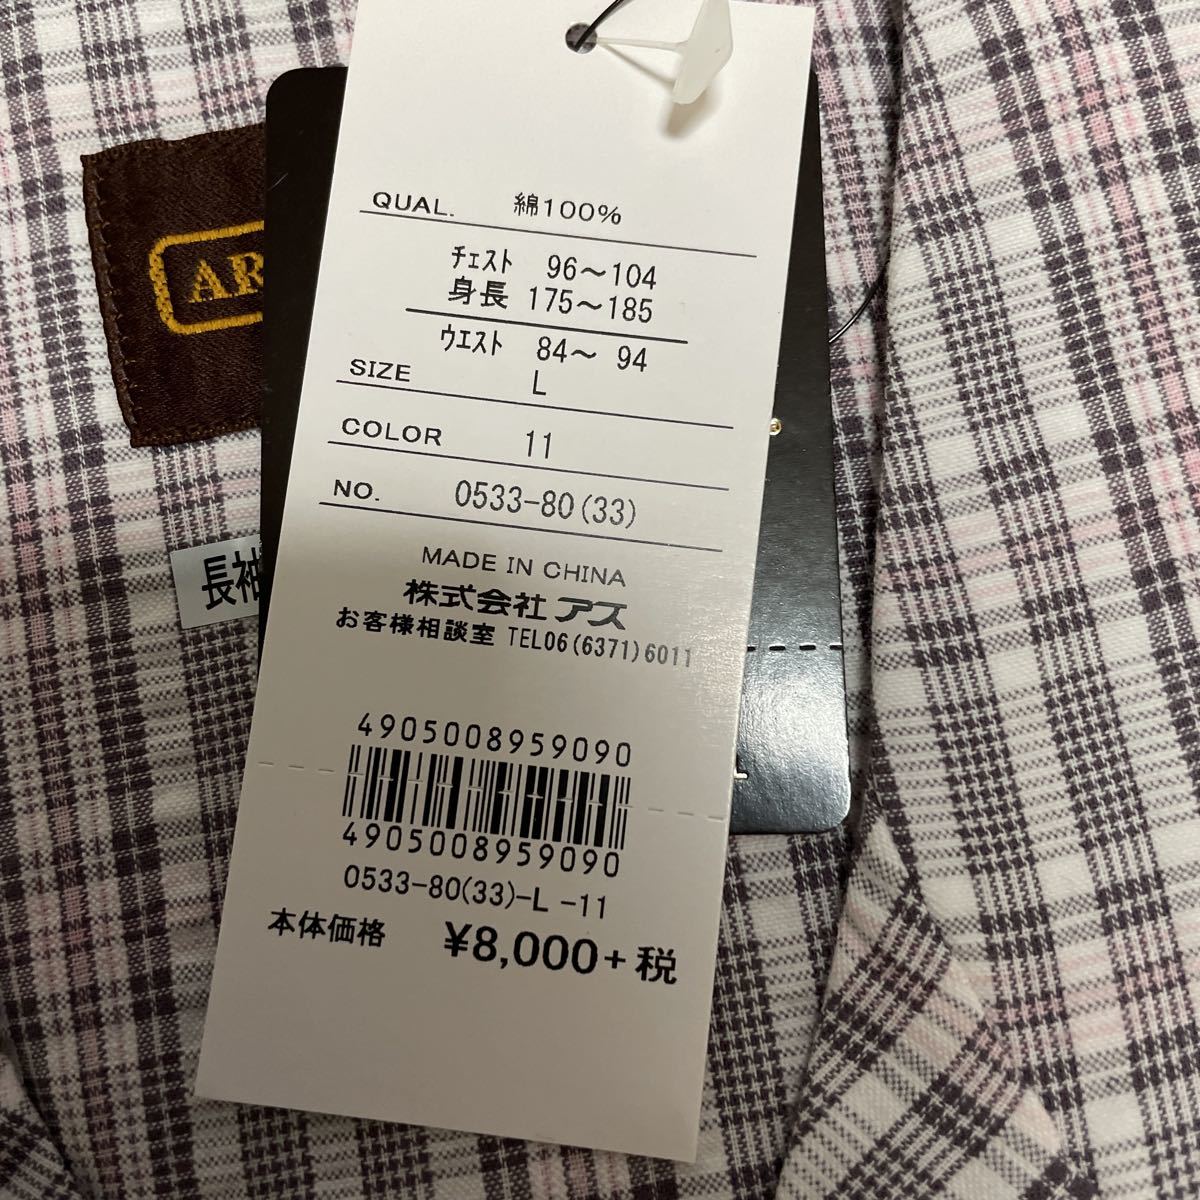 QUAL. 綿100%
チェスト 96～104
身長 175～185
ウエスト 84～ 94
SIZE L
COLOR 11
NO. 0533-80(33)
MADE IN CHINA
株式会社 アズ
お客様相談室 TEL06(6371)6011
4905008959090
4905008959090
0533-80(33)-L -11
本体価格 ¥8,000+税
AR
長袖